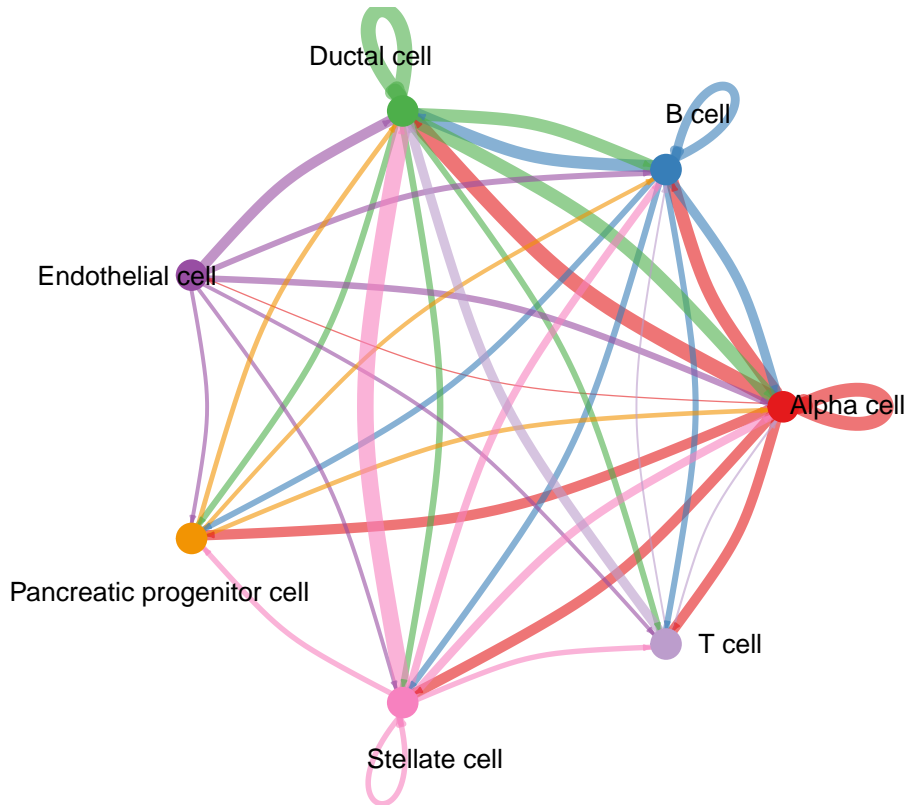 Ductal cell
B cell
Endothelial cell
Alpha cell
Pancreatic progenitor cell
T cell
Stellate cell